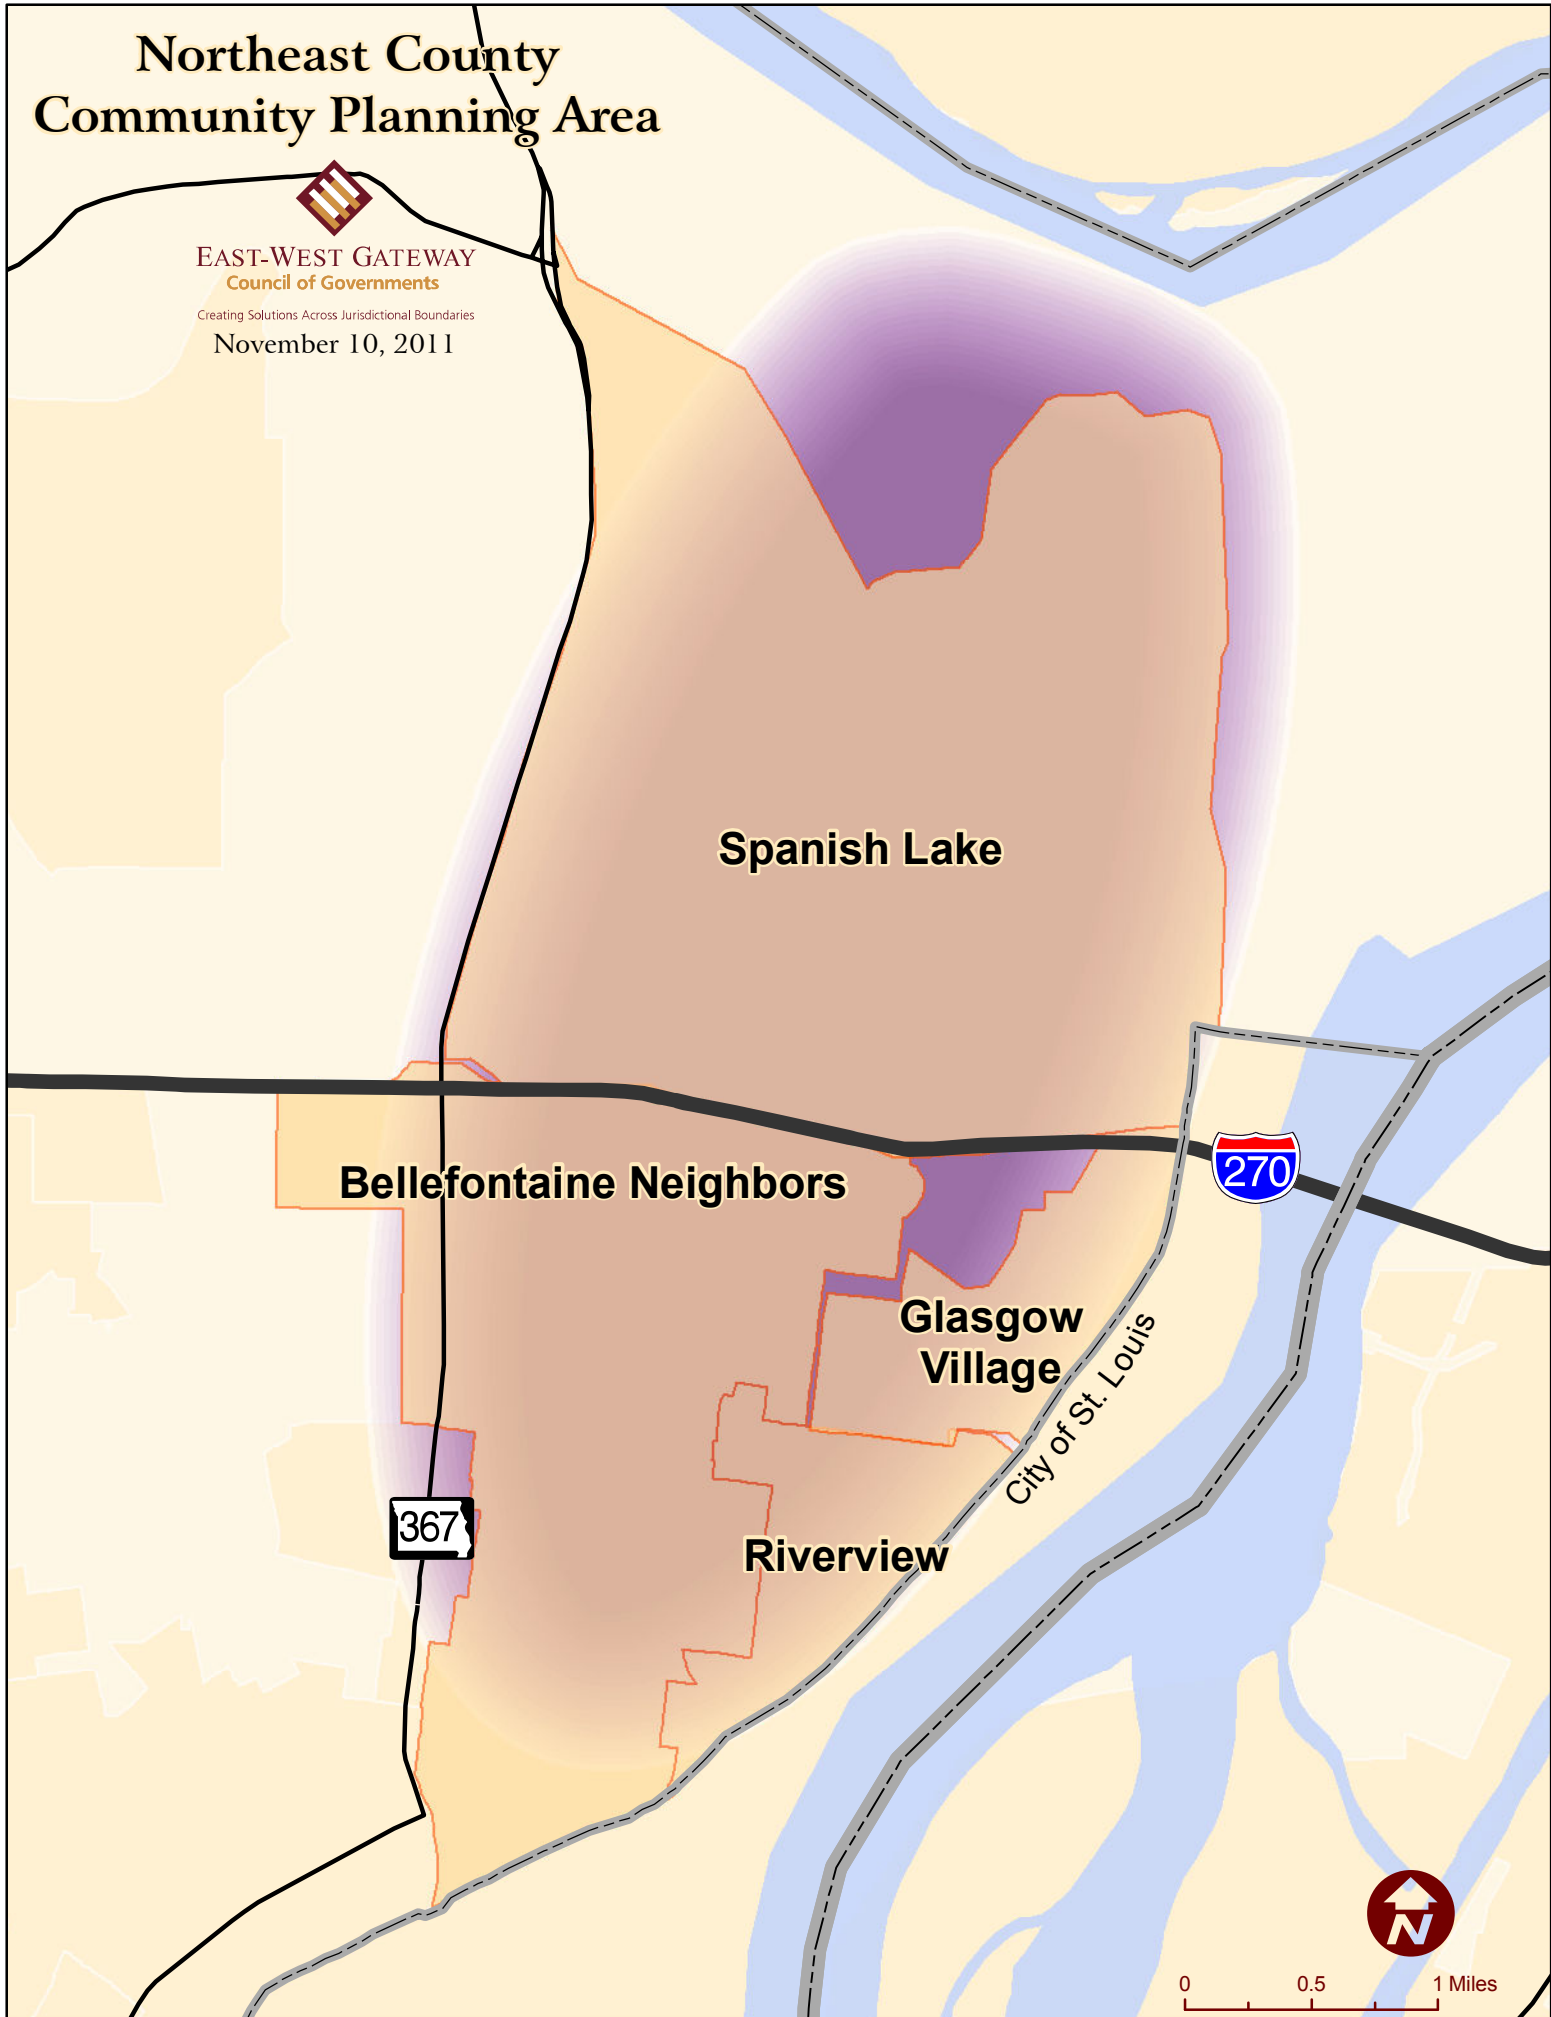 Northeast County
Community Planning Area
EAST-WEST GATEWAY
Council of Governments
Creating Solutions Across Jurisdictional Boundaries
November 10, 2011
Spanish Lake
Bellefontaine Neighbors
270
Glasgow
Village
City of St. Louis
367
Riverview
N
0 0.5 1 Miles